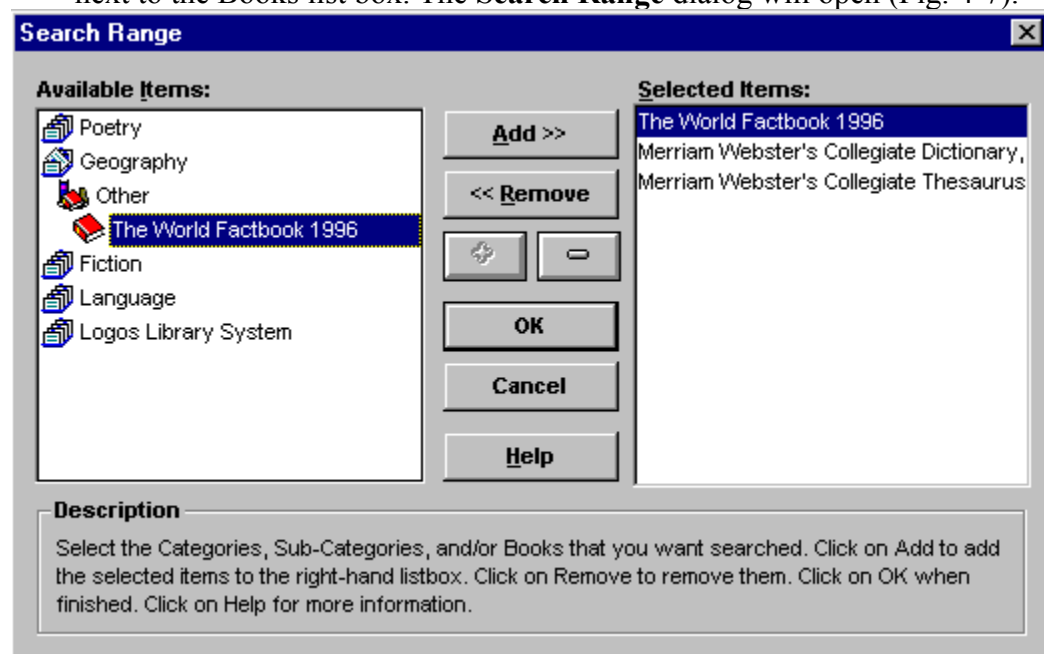 next to the Books list box. The Search Range dialog will open (Fig. 4-7).
Search Range
Available Items:
Poetry
Geography
Other
The World Factbook 1996
Fiction
Language
Logos Library System
Add >>
<< Remove
OK
Cancel
Help
Selected Items:
The World Factbook 1996
Merriam Webster's Collegiate Dictionary,
Merriam Webster's Collegiate Thesaurus
Description
Select the Categories, Sub-Categories, and/or Books that you want searched. Click on Add to add
the selected items to the right-hand listbox. Click on Remove to remove them. Click on OK when
finished. Click on Help for more information.